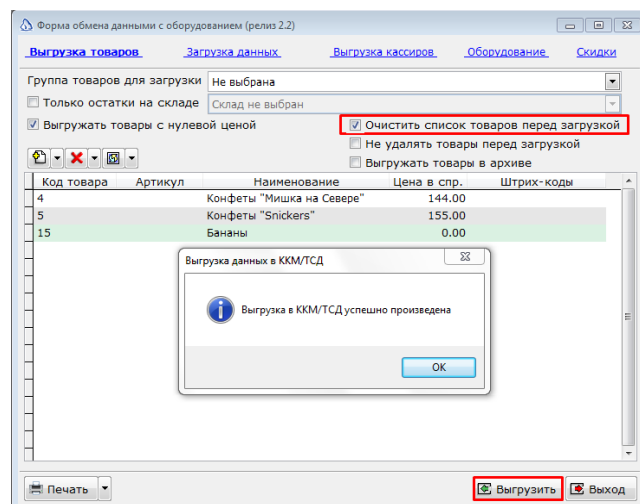 Форма обмена данными с оборудованием (релиз 2.2)
Выгрузка товаров Загрузка данных Выгрузка кассиров Оборудование Скидки
Группа товаров для загрузки Не выбрана
Только остатки на складе Склад не выбран
Выгружать товары с нулевой ценой Очистить список товаров перед загрузкой
Не удалять товары перед загрузкой
Выгружать товары в архиве
Код товара Артикул Наименование Цена в спр. Штрих-коды
4 Конфеты "Мишка на Севере" 144.00
5 Конфеты "Snickers" 155.00
15 Бананы 0.00
Выгрузка данных в ККМ/ТСД
Выгрузка в ККМ/ТСД успешно произведена
OK
Печать Выгрузить Выход